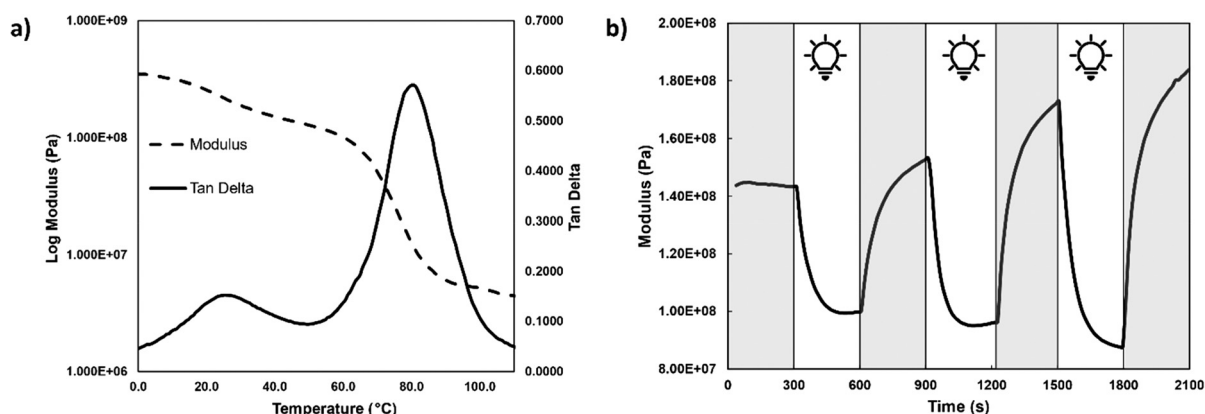 a)
Log Modulus (Pa)
1.000E+09
1.000E+08
1.000E+07
1.000E+06
Modulus
Tan Delta
0.7000
0.6000
0.5000
0.4000
0.3000
0.2000
0.1000
0.0000
Tan Delta
0.0 20.0 40.0 60.0 80.0 100.0
Temperature (°C)
b)
Modulus (Pa)
2.00E+08
1.80E+08
1.60E+08
1.40E+08
1.20E+08
1.00E+08
8.00E+07
0 300 600 900 1200 1500 1800 2100
Time (s)